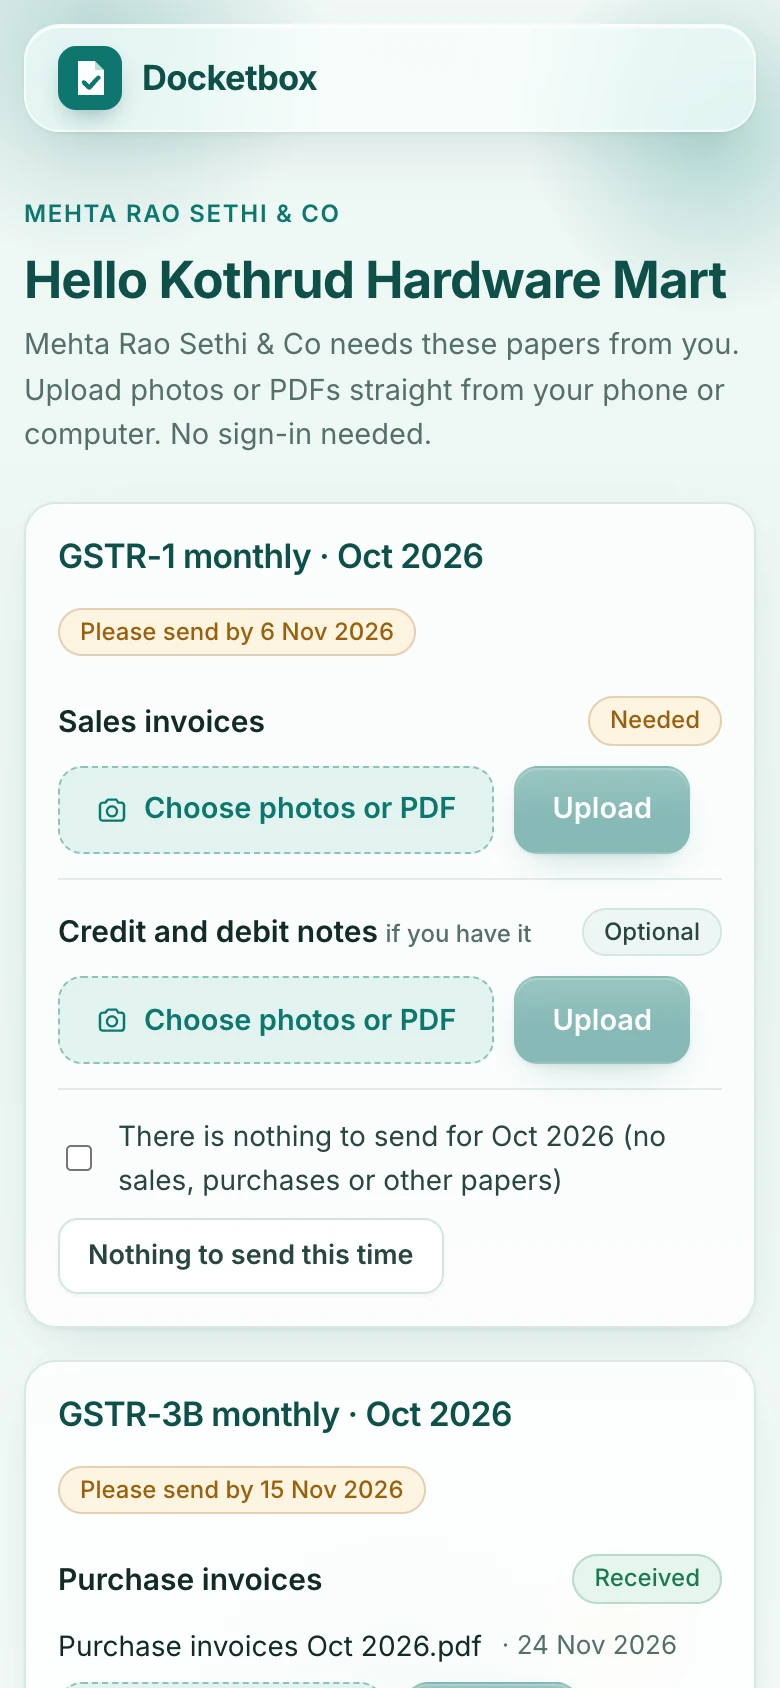 Docketbox
MEHTA RAO SETHI & CO
Hello Kothrud Hardware Mart
Mehta Rao Sethi & Co needs these papers from you.
Upload photos or PDFs straight from your phone or
computer. No sign-in needed.
GSTR-1 monthly · Oct 2026
Please send by 6 Nov 2026
Sales invoices
Needed
Choose photos or PDF
Upload
Credit and debit notes if you have it
Optional
Choose photos or PDF
Upload
There is nothing to send for Oct 2026 (no
sales, purchases or other papers)
Nothing to send this time
GSTR-3B monthly · Oct 2026
Please send by 15 Nov 2026
Purchase invoices
Received
Purchase invoices Oct 2026.pdf · 24 Nov 2026